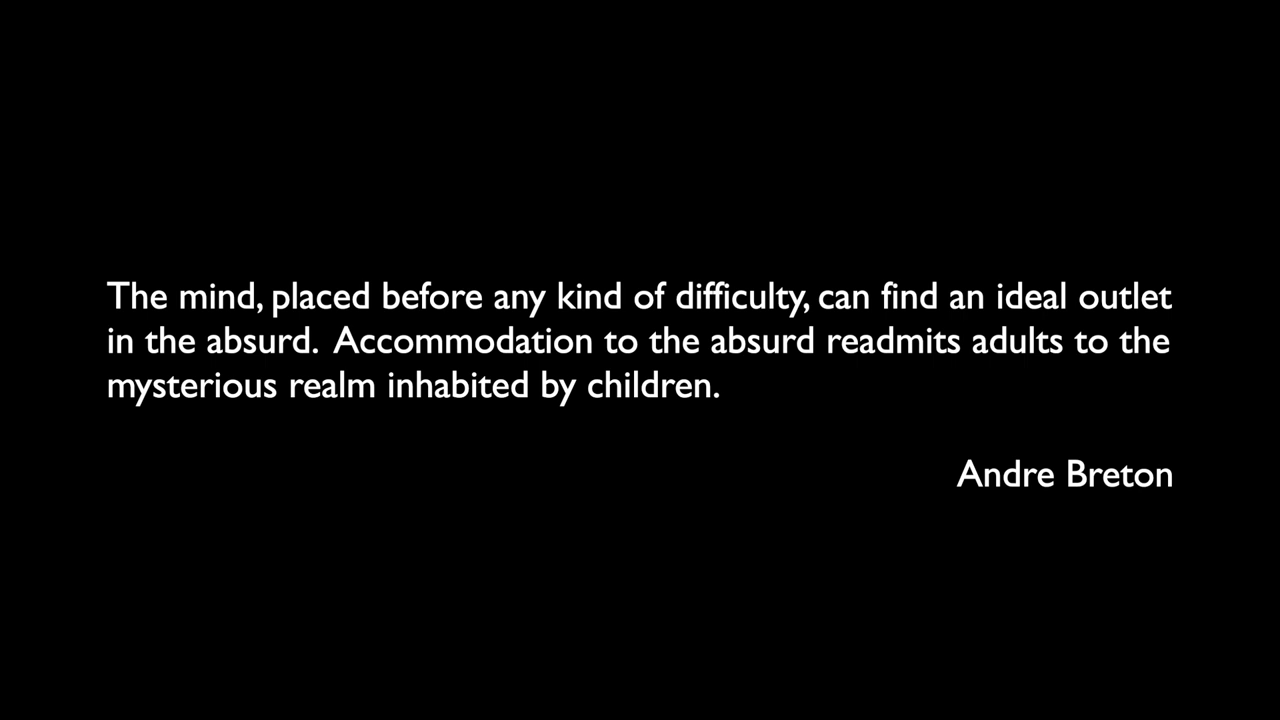 The mind, placed before any kind of difficulty, can find an ideal outlet
in the absurd.  Accommodation to the absurd readmits adults to the
mysterious realm inhabited by children.
Andre Breton